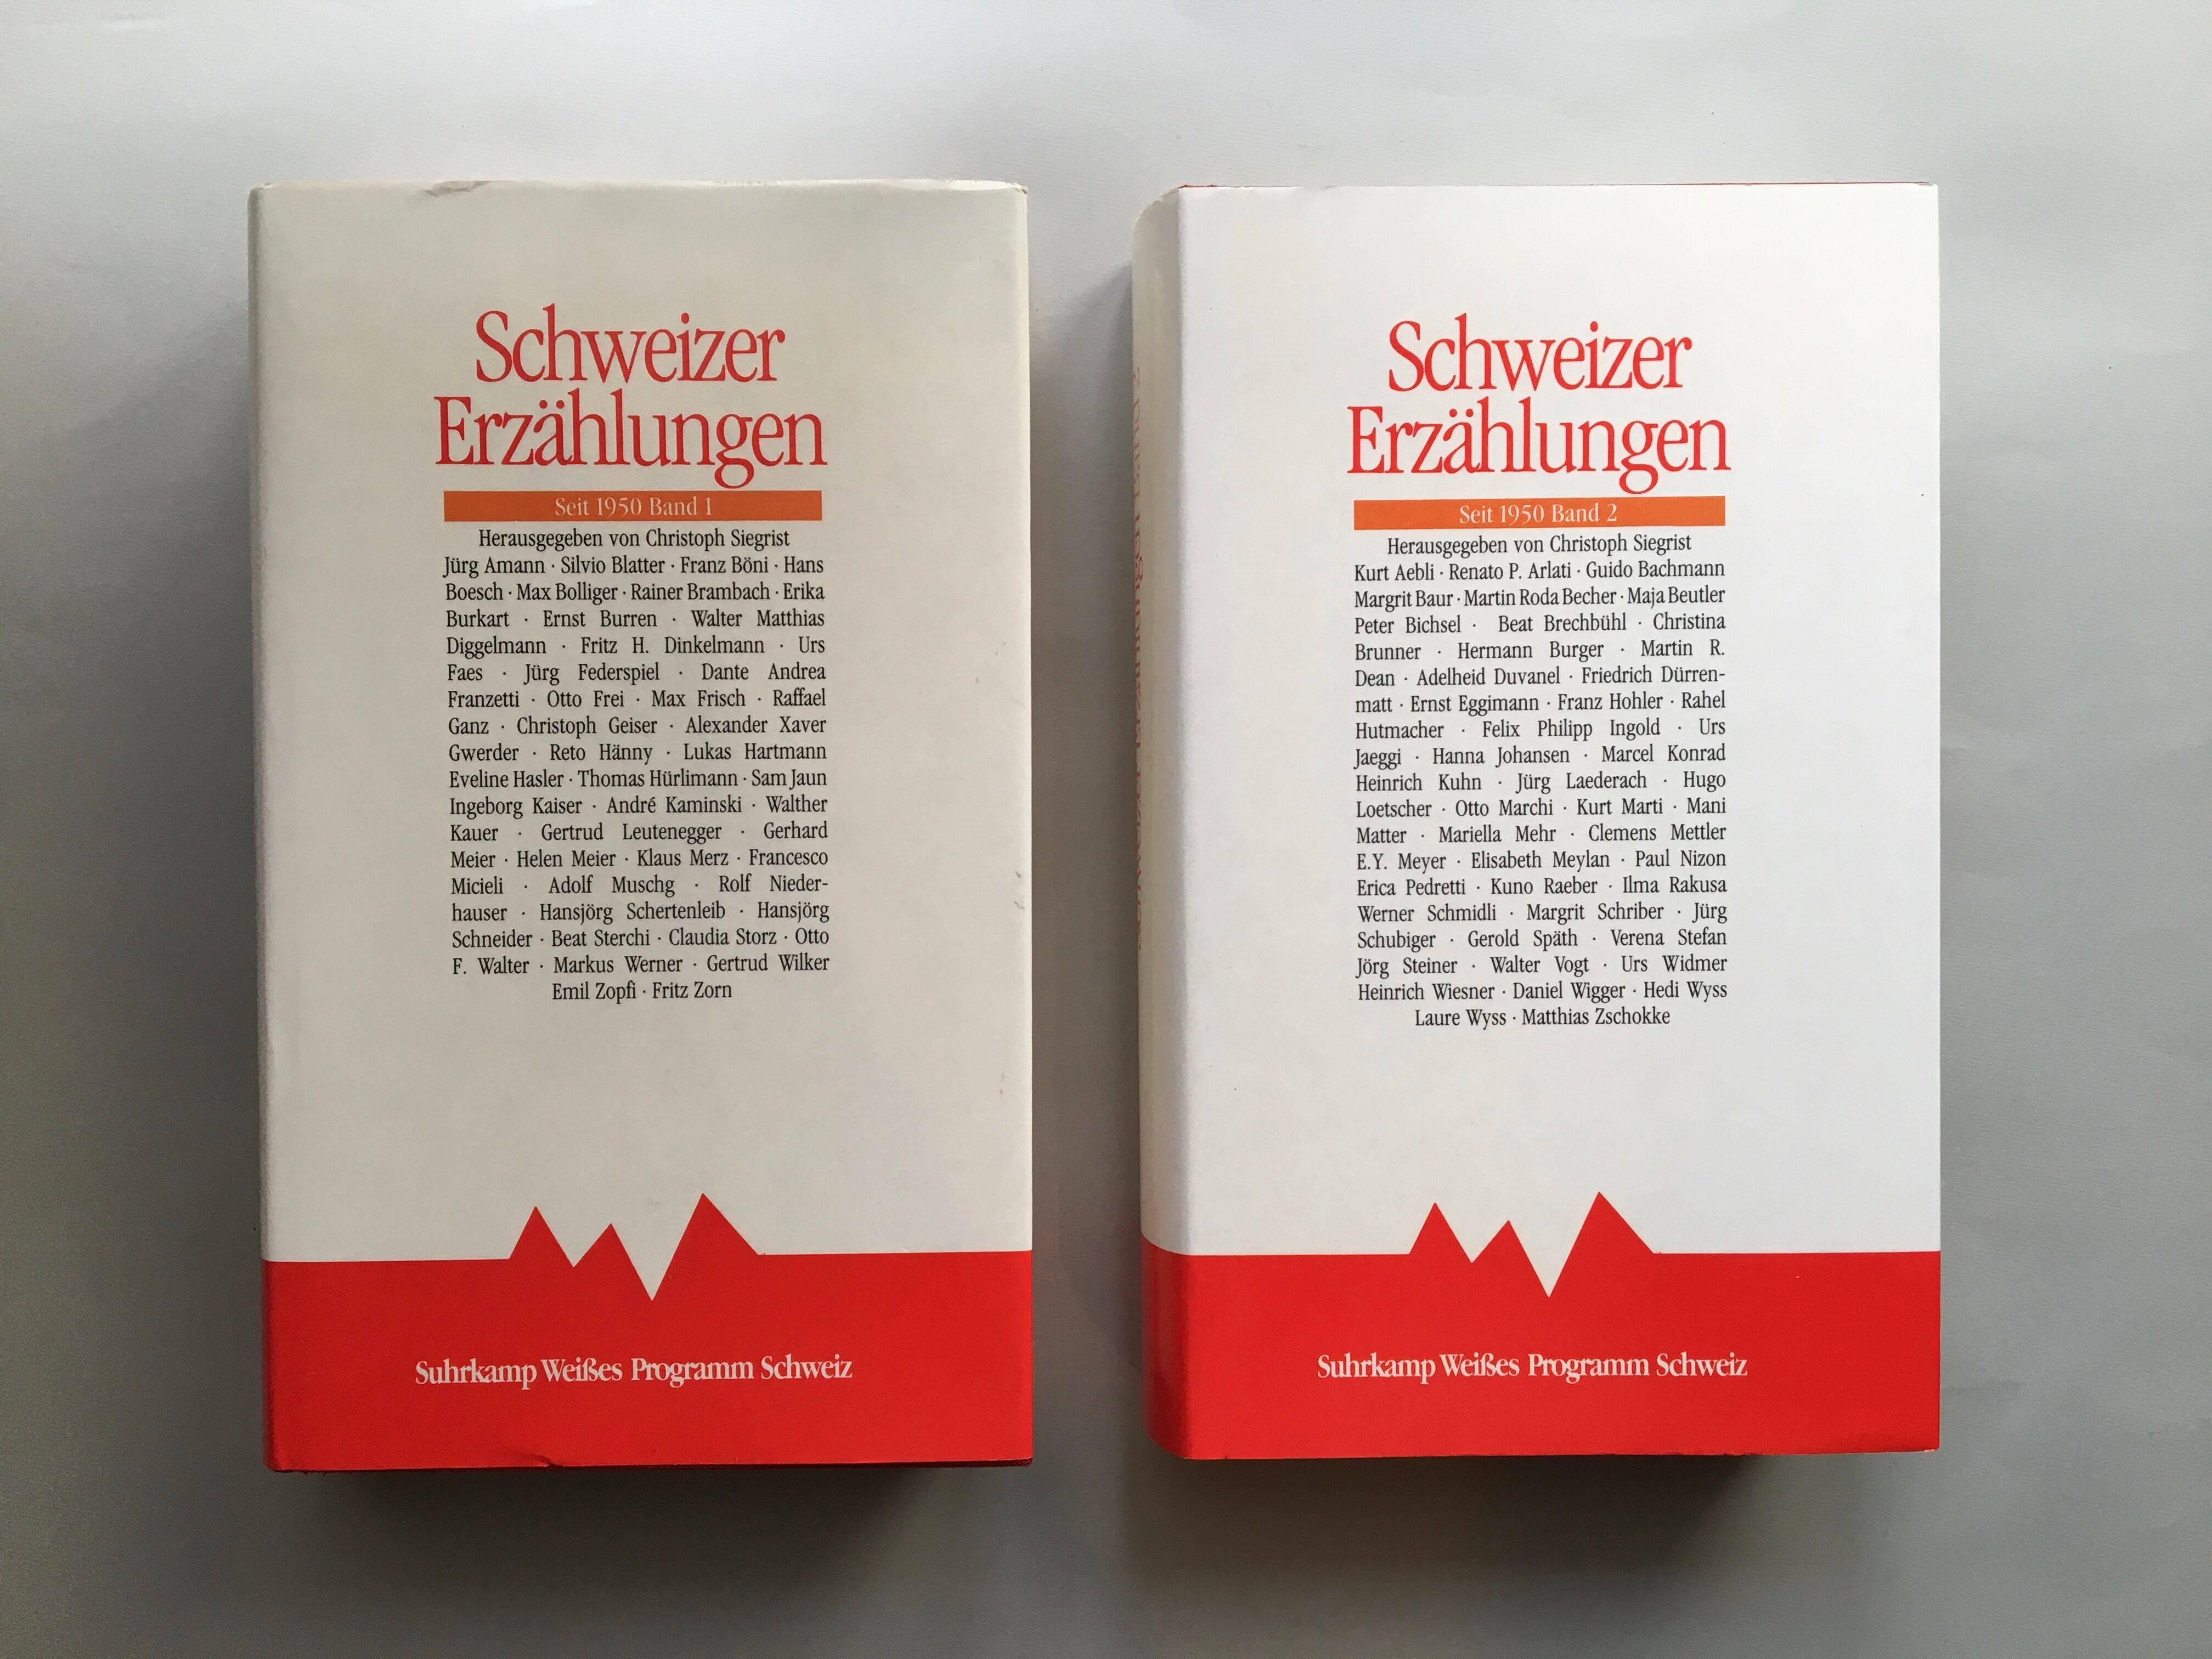 Schweizer
Erzählungen
Seit 1950 Band 1
Herausgegeben von Christoph Siegrist
Jürg Amann · Silvio Blatter · Franz Böni · Hans
Boesch · Max Bolliger · Rainer Brambach · Erika
Burkart · Ernst Burren · Walter Matthias
Diggelmann · Fritz H. Dinkelmann · Urs
Faes · Jürg Federspiel · Dante Andrea
Franzetti · Otto Frei · Max Frisch · Raffael
Ganz · Christoph Geiser · Alexander Xaver
Gwerder · Reto Hänny · Lukas Hartmann
Eveline Hasler · Thomas Hürlimann · Sam Jaun
Ingeborg Kaiser · André Kaminski · Walther
Kauer · Gertrud Leutenegger · Gerhard
Meier · Helen Meier · Klaus Merz · Francesco
Micieli · Adolf Muschg · Rolf Nieder-
hauser · Hansjörg Schertenleib · Hansjörg
Schneider · Beat Sterchi · Claudia Storz · Otto
F. Walter · Markus Werner · Gertrud Wilker
Emil Zopfi · Fritz Zorn
Suhrkamp Weißes Programm Schweiz
Schweizer
Erzählungen
Seit 1950 Band 2
Herausgegeben von Christoph Siegrist
Kurt Aebli · Renato P. Arlati · Guido Bachmann
Margrit Baur · Martin Roda Becher · Maja Beutler
Peter Bichsel · Beat Brechbühl · Christina
Brunner · Hermann Burger · Martin R.
Dean · Adelheid Duvanel · Friedrich Dürren-
matt · Ernst Eggimann · Franz Hohler · Rahel
Hutmacher · Felix Philipp Ingold · Urs
Jaeggi · Hanna Johansen · Marcel Konrad
Heinrich Kuhn · Jürg Laederach · Hugo
Loetscher · Otto Marchi · Kurt Marti · Mani
Matter · Mariella Mehr · Clemens Mettler
E.Y. Meyer · Elisabeth Meylan · Paul Nizon
Erica Pedretti · Kuno Raeber · Ilma Rakusa
Werner Schmidli · Margrit Schriber · Jürg
Schubiger · Gerold Späth · Verena Stefan
Jörg Steiner · Walter Vogt · Urs Widmer
Heinrich Wiesner · Daniel Wigger · Hedi Wyss
Laure Wyss · Matthias Zschokke
Suhrkamp Weißes Programm Schweiz